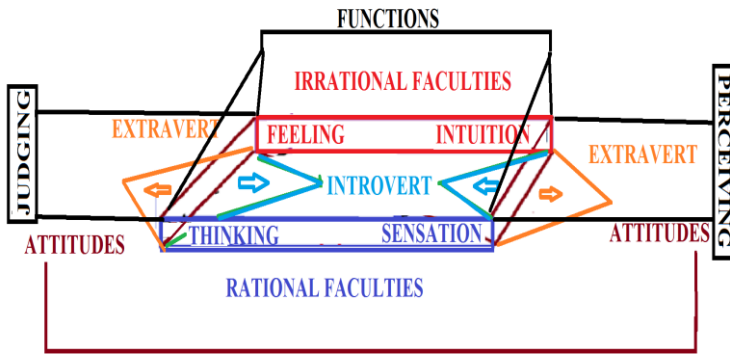 FUNCTIONS
IRRATIONAL FACULTIES
JUDGING
PERCEIVING
EXTRAVERT
FEELING INTUITION
EXTRAVERT
INTROVERT
ATTITUDES
THINKING SENSATION
ATTITUDES
RATIONAL FACULTIES